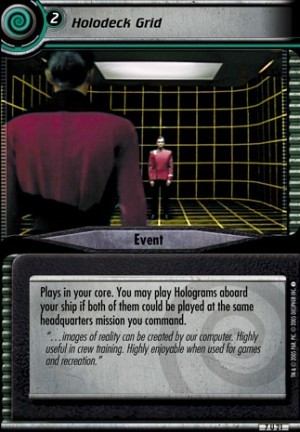 2 Holodeck Grid
Event
Plays in your core. You may play Holograms aboard
your ship if both of them could be played at the same
headquarters mission you command.
"…images of reality can be created by our computer. Highly
useful in crew training. Highly enjoyable when used for games
and recreation."
7 U 21